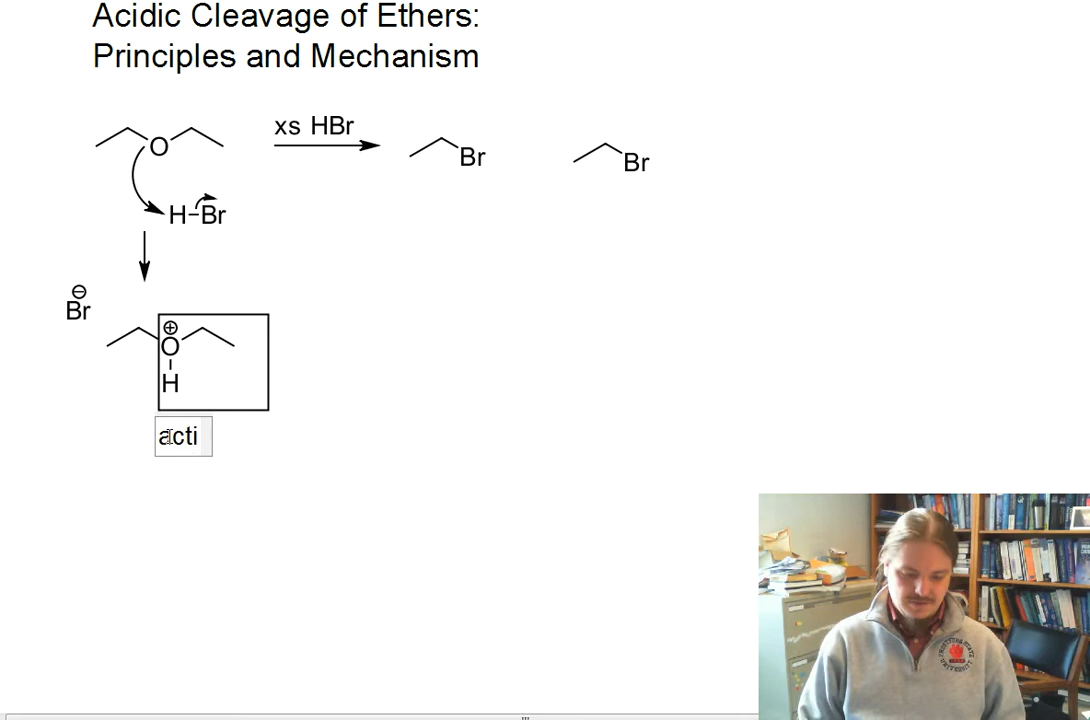 Acidic Cleavage of Ethers:
Principles and Mechanism
xs HBr
O
Br
Br
H-Br
⊖
Br
⊕
O
H
acti